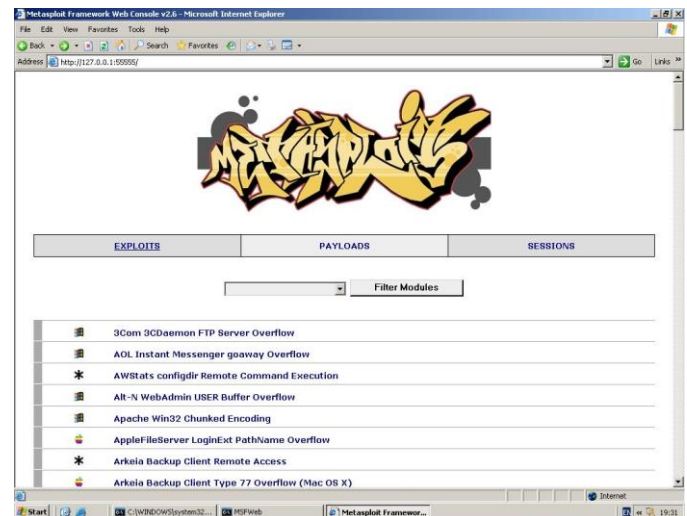 Metasploit Framework Web Console v2.6 - Microsoft Internet Explorer
File Edit View Favorites Tools Help
Back Search Favorites
Address http://127.0.0.1:55555/ Go Links »
METASPLOIT
EXPLOITS PAYLOADS SESSIONS
Filter Modules
3Com 3CDaemon FTP Server Overflow
AOL Instant Messenger goaway Overflow
AWStats configdir Remote Command Execution
Alt-N WebAdmin USER Buffer Overflow
Apache Win32 Chunked Encoding
AppleFileServer LoginExt PathName Overflow
Arkeia Backup Client Remote Access
Arkeia Backup Client Type 77 Overflow (Mac OS X)
Internet
Start C:\WINDOWS\system32... MSFWeb Metasploit Framewor... « 19:31